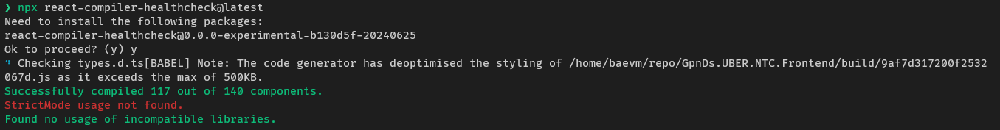 ❯ npx react-compiler-healthcheck@latest
Need to install the following packages:
react-compiler-healthcheck@0.0.0-experimental-b130d5f-20240625
Ok to proceed? (y) y
⠙ Checking types.d.ts[BABEL] Note: The code generator has deoptimised the styling of /home/baevm/repo/GpnDs.UBER.NTC.Frontend/build/9af7d317200f2532
067d.js as it exceeds the max of 500KB.
Successfully compiled 117 out of 140 components.
StrictMode usage not found.
Found no usage of incompatible libraries.